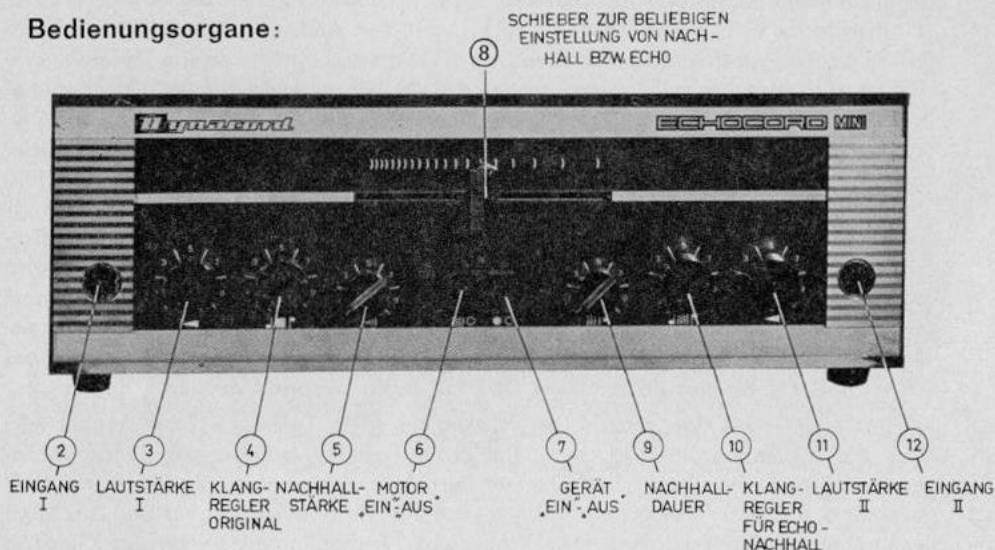 Bedienungsorgane:
SCHIEBER ZUR BELIEBIGEN
EINSTELLUNG VON NACH-
HALL BZW. ECHO
8
Dynacord
ECHOCORD MINI
2
3
4
5
6
7
9
10
11
12
EINGANG
I
LAUTSTÄRKE
I
KLANG-
REGLER
ORIGINAL
NACHHALL-
STÄRKE
MOTOR
„EIN“-„AUS“
GERÄT
„EIN“-„AUS“
NACHHALL-
DAUER
KLANG-
REGLER
FÜR ECHO-
NACHHALL
LAUTSTÄRKE
II
EINGANG
II